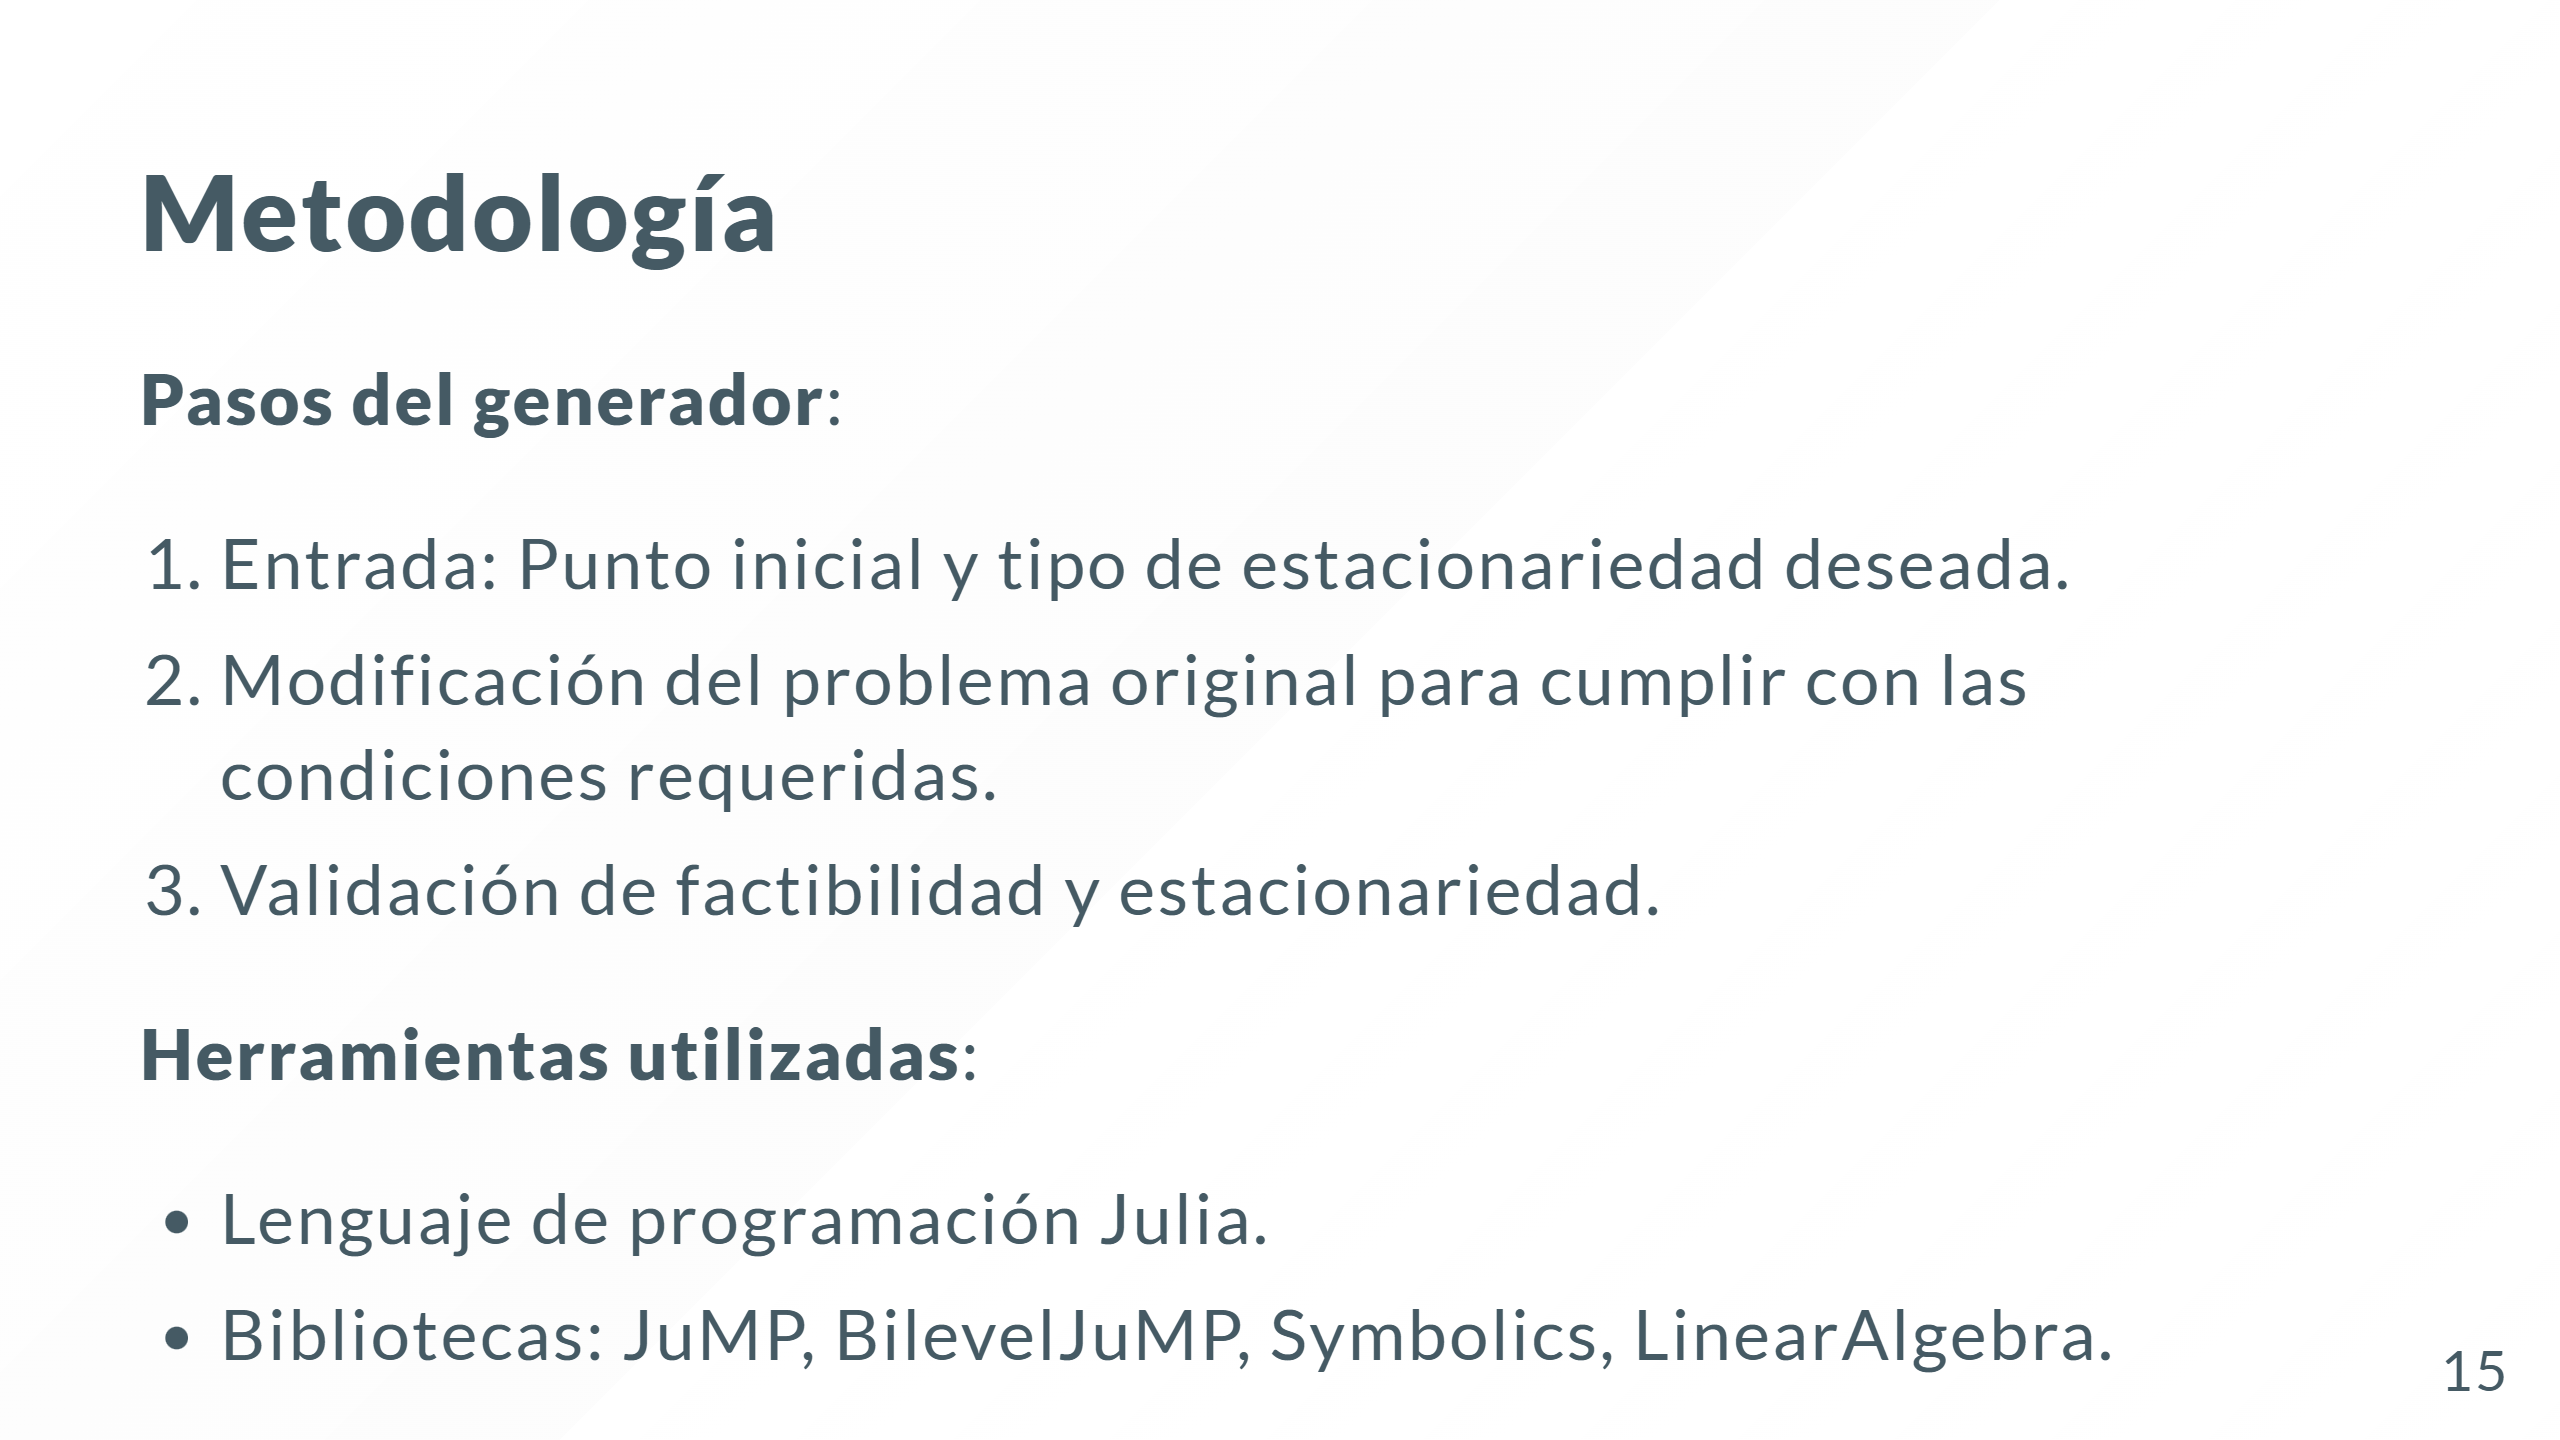 Metodología
Pasos del generador:
1. Entrada: Punto inicial y tipo de estacionariedad deseada.
2. Modificación del problema original para cumplir con las
condiciones requeridas.
3. Validación de factibilidad y estacionariedad.
Herramientas utilizadas:
• Lenguaje de programación Julia.
• Bibliotecas: JuMP, BilevelJuMP, Symbolics, LinearAlgebra.
15